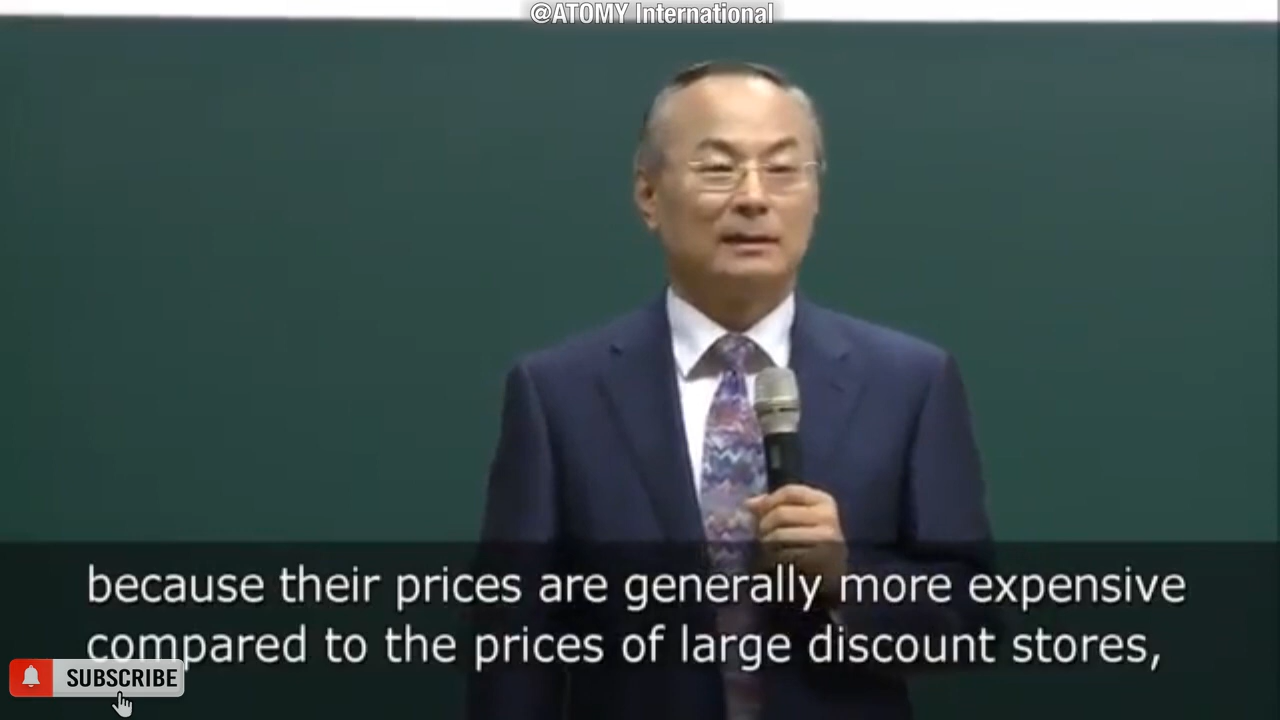 @ATOMY International
because their prices are generally more expensive
compared to the prices of large discount stores,
SUBSCRIBE